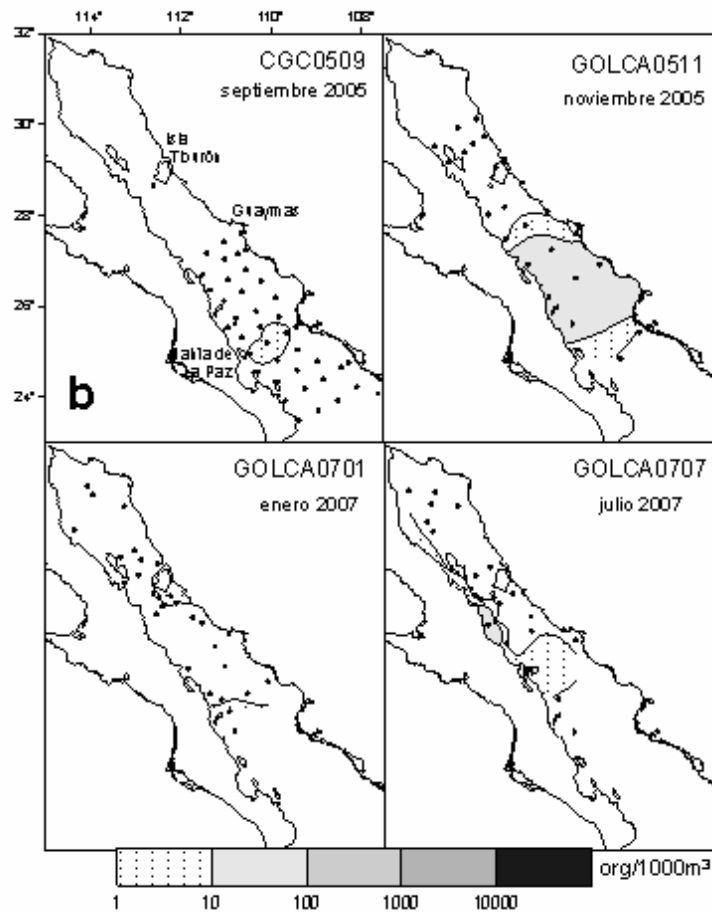 114° 112° 110° 108°
32°
30°
28°
26°
24°
CGC0509
septiembre 2005
Isla
Tiburón
Guaymas
Bahía de
La Paz
b
GOLCA0511
noviembre 2005
GOLCA0701
enero 2007
GOLCA0707
julio 2007
org/1000m³
1 10 100 1000 10000